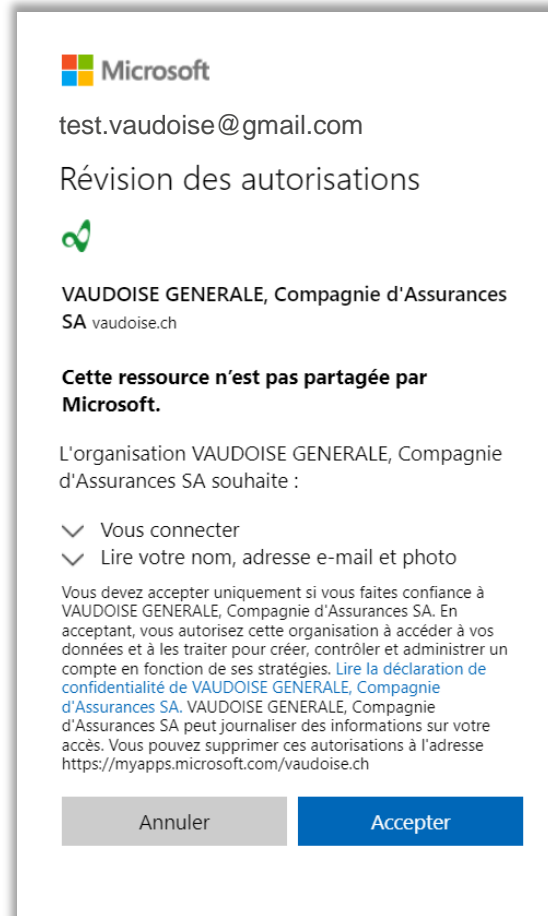 Microsoft
test.vaudoise@gmail.com
Révision des autorisations
VAUDOISE GENERALE, Compagnie d'Assurances
SA vaudoise.ch
Cette ressource n’est pas partagée par
Microsoft.
L'organisation VAUDOISE GENERALE, Compagnie
d'Assurances SA souhaite :
Vous connecter
Lire votre nom, adresse e-mail et photo
Vous devez accepter uniquement si vous faites confiance à
VAUDOISE GENERALE, Compagnie d'Assurances SA. En
acceptant, vous autorisez cette organisation à accéder à vos
données et à les traiter pour créer, contrôler et administrer un
compte en fonction de ses stratégies. Lire la déclaration de
confidentialité de VAUDOISE GENERALE, Compagnie
d'Assurances SA. VAUDOISE GENERALE, Compagnie
d'Assurances SA peut journaliser des informations sur votre
accès. Vous pouvez supprimer ces autorisations à l'adresse
https://myapps.microsoft.com/vaudoise.ch
Annuler
Accepter